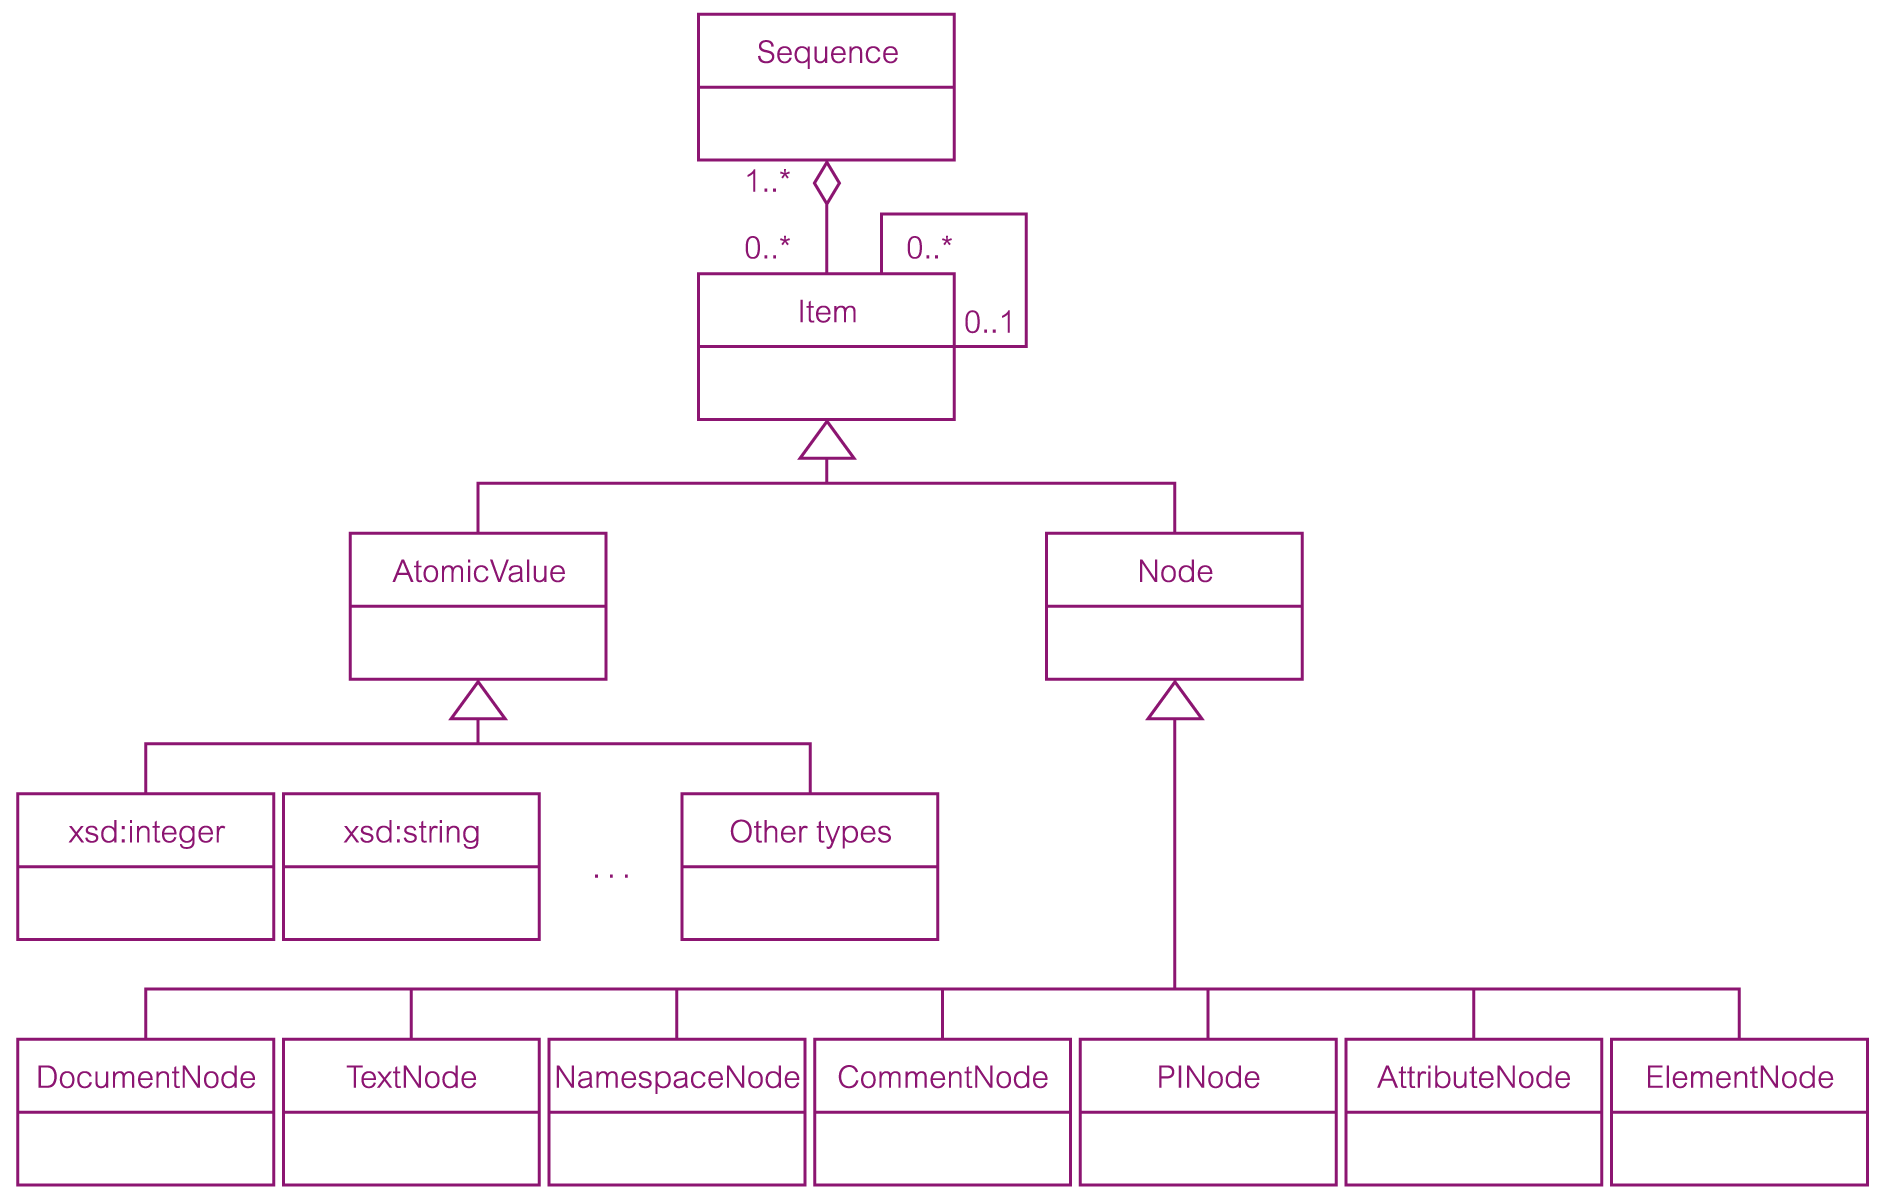 Sequence
1..*
0..*
0..*
Item
0..1
AtomicValue
Node
xsd:integer
xsd:string
...
Other types
DocumentNode
TextNode
NamespaceNode
CommentNode
PINode
AttributeNode
ElementNode